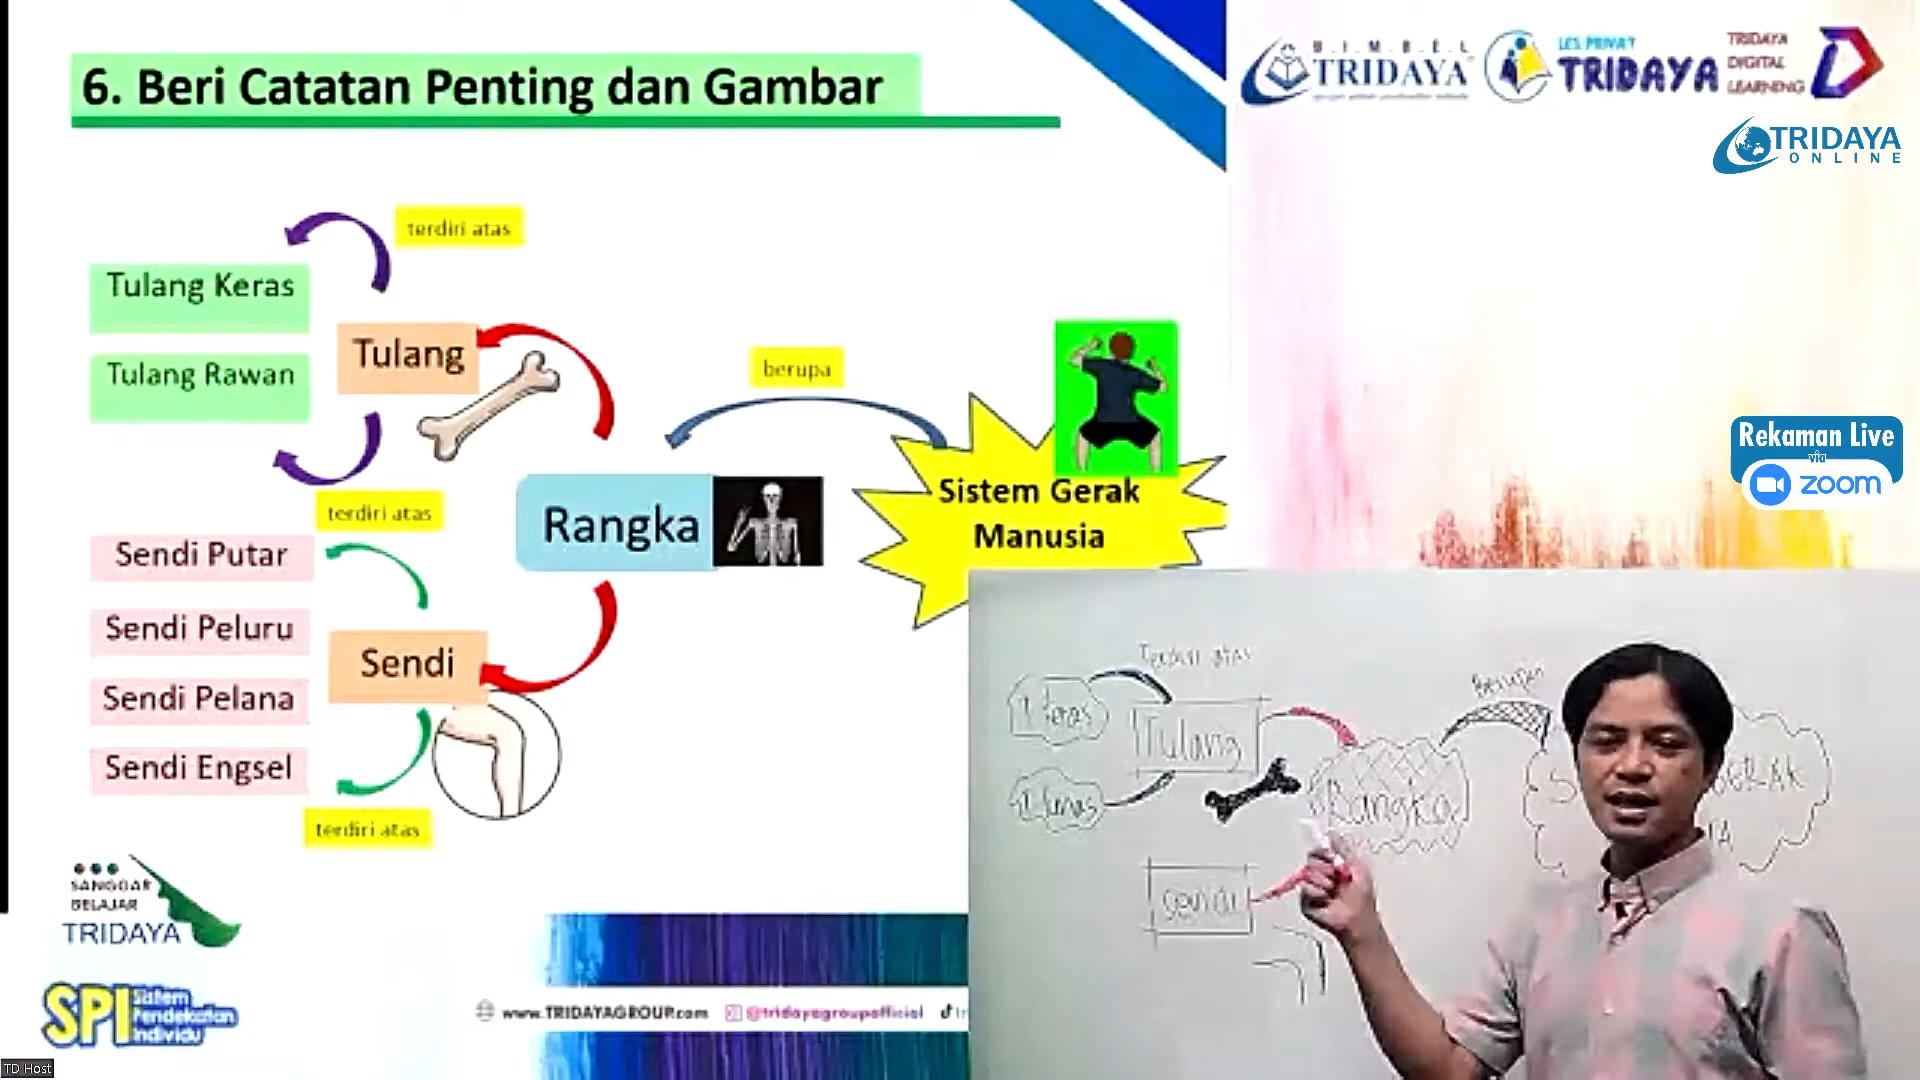 6. Beri Catatan Penting dan Gambar
BIMBEL
TRIDAYA
LES PRIVAT
TRIDAYA
TRIDAYA
DIGITAL
LEARNING
TRIDAYA
ONLINE
terdiri atas
Tulang Keras
Tulang Rawan
Tulang
berupa
Rekaman Live
via
zoom
Sistem Gerak
Manusia
Rangka
terdiri atas
Sendi Putar
Sendi Peluru
Sendi Pelana
Sendi Engsel
Sendi
terdiri atas
Terdiri atas
Tulang
Rangka
GERAK
SANGGAR
BELAJAR
TRIDAYA
SPI Sistem
Pendekatan
Individu
www.TRIDAYAGROUP.com
@tridayagroupofficial
TD Host